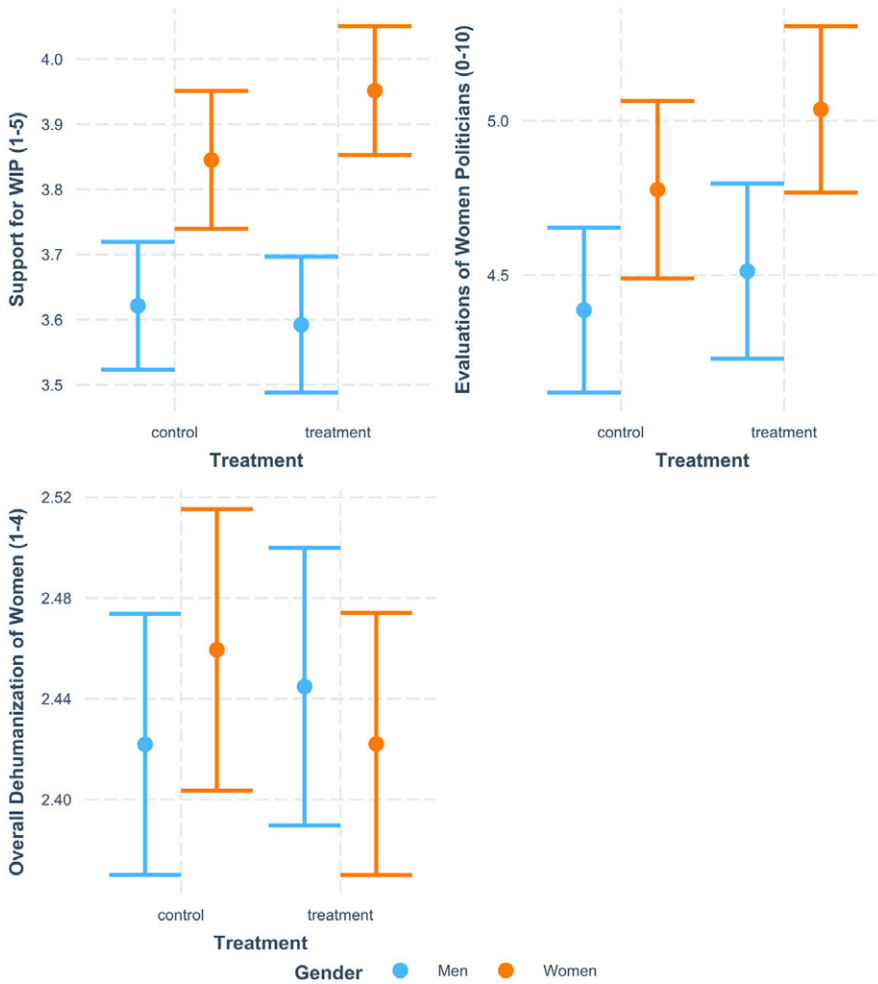 Support for WIP (1-5)
4.0
3.9
3.8
3.7
3.6
3.5
control
treatment
Treatment
Evaluations of Women Politicians (0-10)
5.0
4.5
control
treatment
Treatment
Overall Dehumanization of Women (1-4)
2.52
2.48
2.44
2.40
control
treatment
Treatment
Gender Men Women